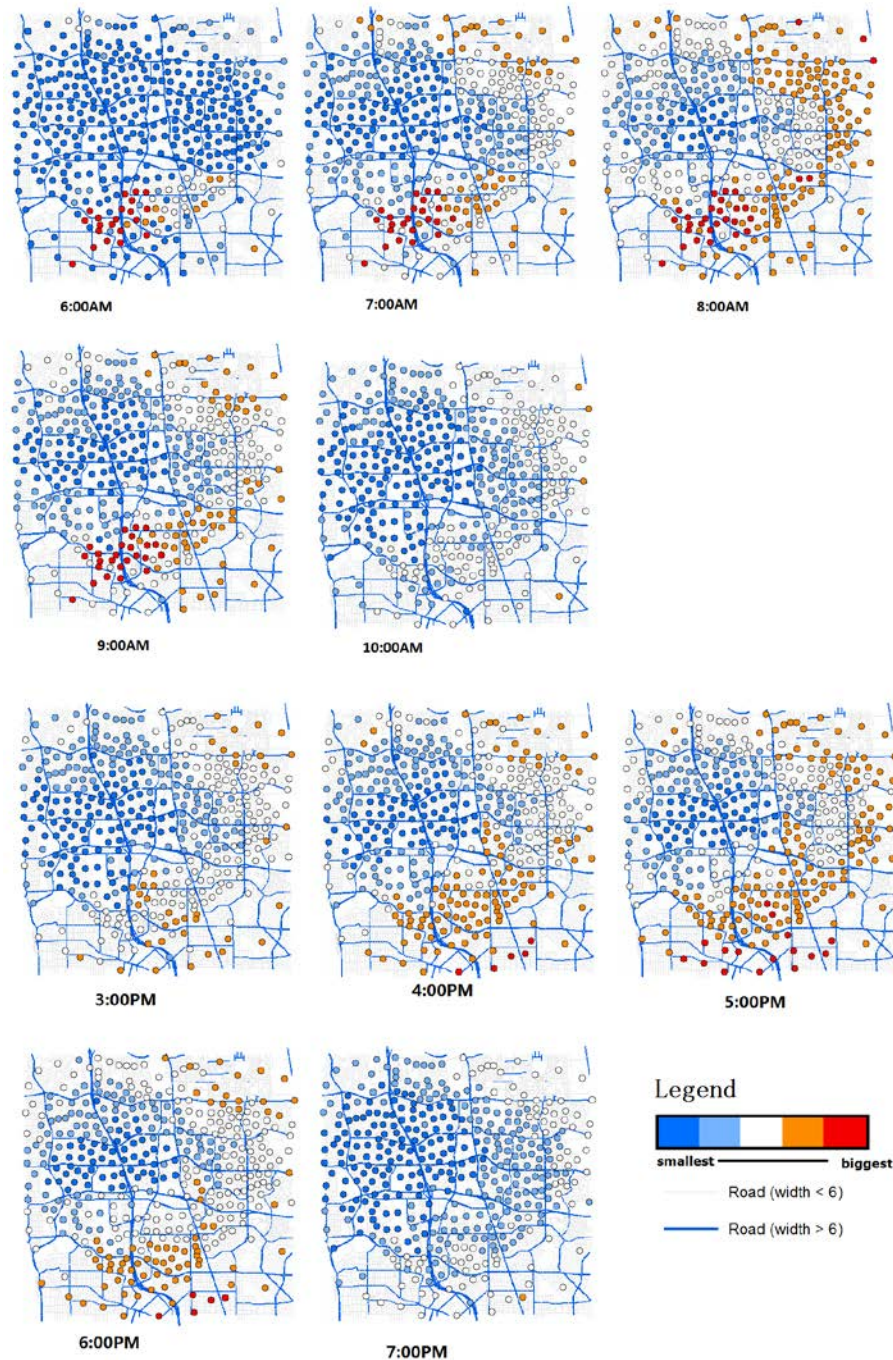 6:00AM
7:00AM
8:00AM
9:00AM
10:00AM
3:00PM
4:00PM
5:00PM
6:00PM
7:00PM
Legend
smallest biggest
Road (width < 6)
Road (width > 6)